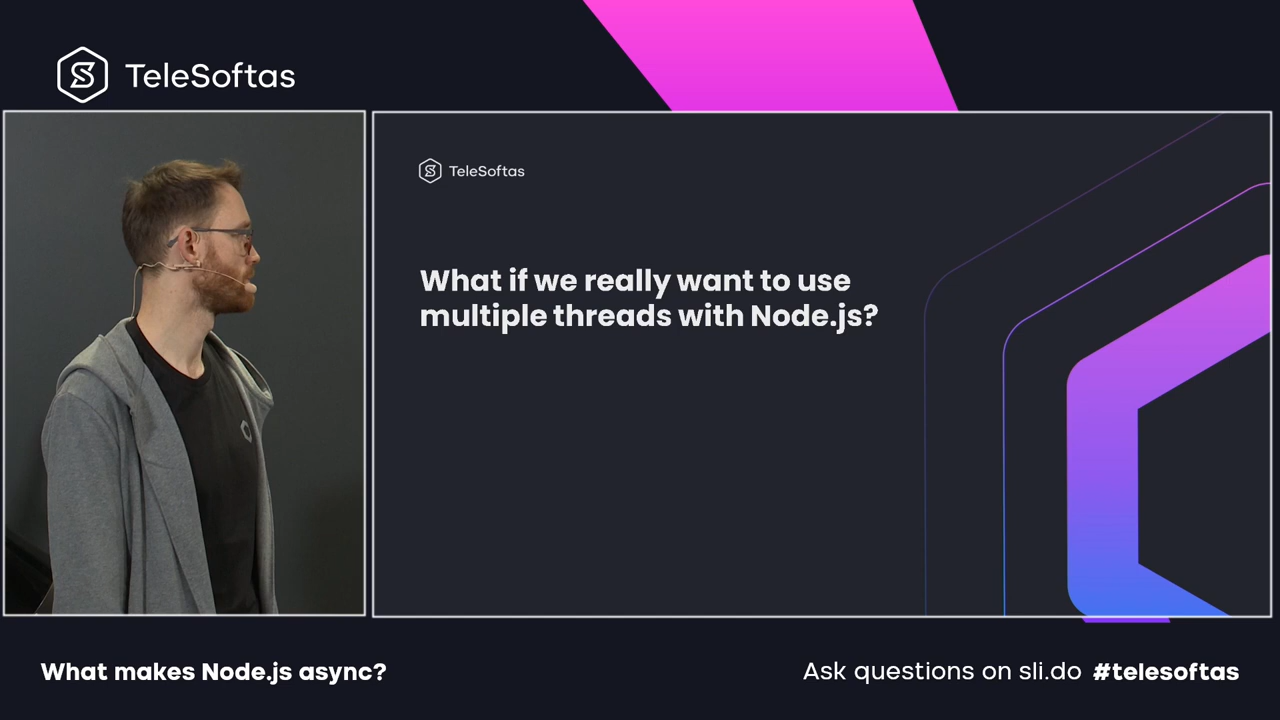 TeleSoftas
TeleSoftas
What if we really want to use
multiple threads with Node.js?
What makes Node.js async?
Ask questions on sli.do #telesoftas